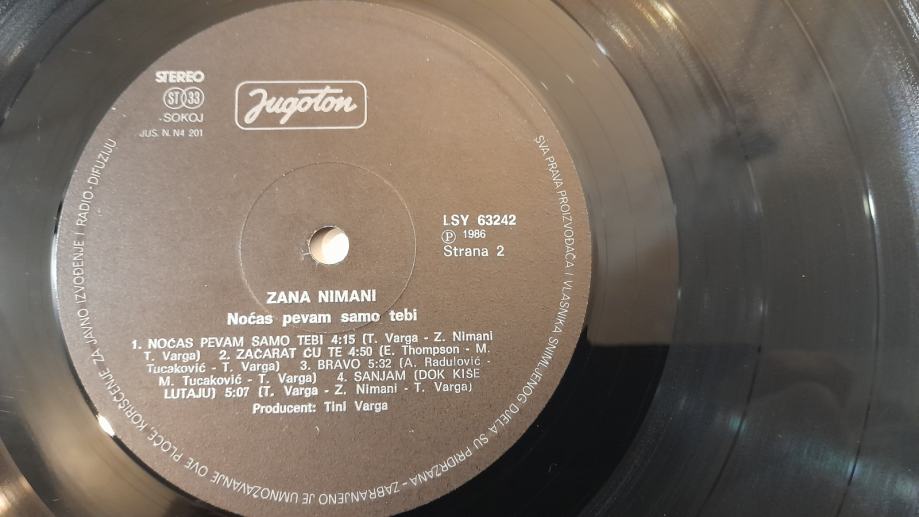 STEREO
ST 33
SOKOJ
JUS. N. N4 201
Jugoton
LSY 63242
Ⓟ 1986
Strana 2
ZANA NIMANI
Noćas pevam samo tebi
1. NOĆAS PEVAM SAMO TEBI 4:15 (T. Varga - Z. Nimani
T. Varga) 2. ZAČARAT ĆU TE 4:50 (E. Thompson - M.
Tucaković - T. Varga) 3. BRAVO 5:32 (A. Radulović -
M. Tucaković - T. Varga) 4. SANJAM (DOK KIŠE
LUTAJU) 5:07 (T. Varga - Z. Nimani - T. Varga)
Producent: Tini Varga
SVA PRAVA PROIZVOĐAČA I VLASNIKA SNIMLJENOG DJELA SU PRIDRŽANA - ZABRANJENO JE UMNOŽAVANJE OVE PLOČE, KORIŠĆENJE ZA JAVNO IZVOĐENJE I RADIO-DIFUZIJU